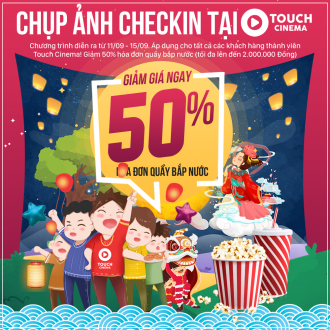 CHỤP ẢNH CHECKIN TẠI
TOUCH
CINEMA
Chương trình diễn ra từ 11/09 - 15/09. Áp dụng cho tất cả các khách hàng thành viên
Touch Cinema! Giảm 50% hóa đơn quầy bắp nước (tối đa lên đến 2.000.000 Đồng)
GIẢM GIÁ NGAY
50%
A ĐƠN QUẦY BẮP NƯỚC
TOUCH
CINEMA